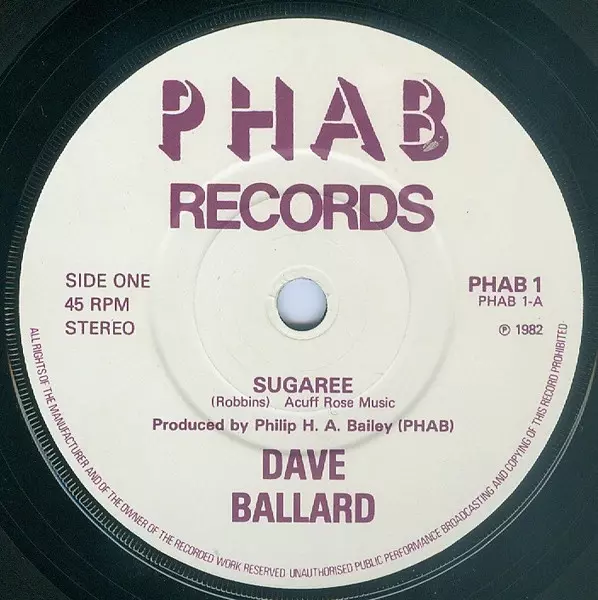 PHAB
RECORDS
SIDE ONE
45 RPM
STEREO
PHAB 1
PHAB 1-A
℗ 1982
SUGAREE
(Robbins) Acuff Rose Music
Produced by Philip H. A. Bailey (PHAB)
DAVE
BALLARD
ALL RIGHTS OF THE MANUFACTURER AND OF THE OWNER OF THE RECORDED WORK RESERVED·UNAUTHORISED PUBLIC PERFORMANCE BROADCASTING AND COPYING OF THIS RECORD PROHIBITED